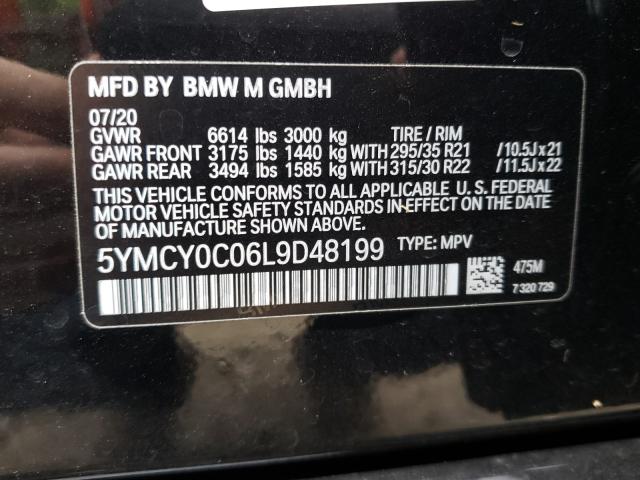 MFD BY BMW M GMBH
07/20
GVWR 6614 lbs 3000 kg TIRE / RIM
GAWR FRONT 3175 lbs 1440 kg WITH 295/35 R21 /10.5J x 21
GAWR REAR 3494 lbs 1585 kg WITH 315/30 R22 /11.5J x 22
THIS VEHICLE CONFORMS TO ALL APPLICABLE U. S. FEDERAL
MOTOR VEHICLE SAFETY STANDARDS IN EFFECT ON THE DATE
OF MANUFACTURE SHOWN ABOVE.
5YMCY0C06L9D48199 TYPE: MPV
475M
7 320 729